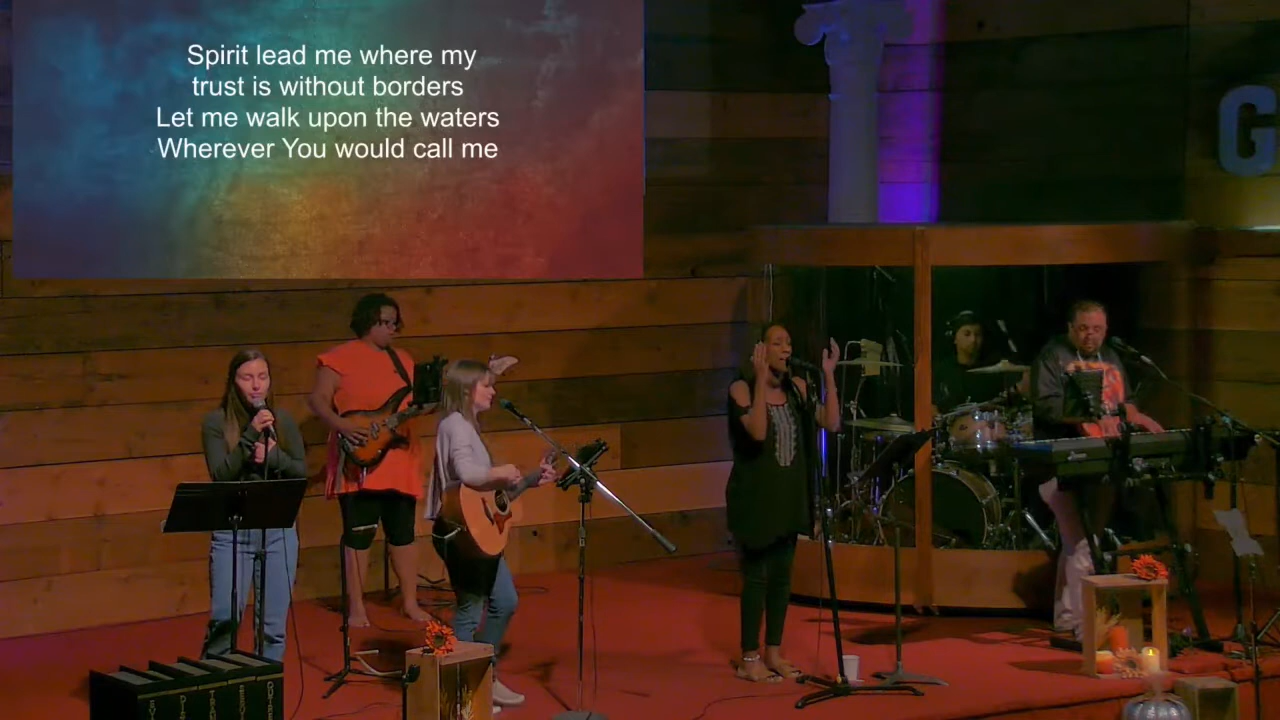 Spirit lead me where my
trust is without borders
Let me walk upon the waters
Wherever You would call me
G